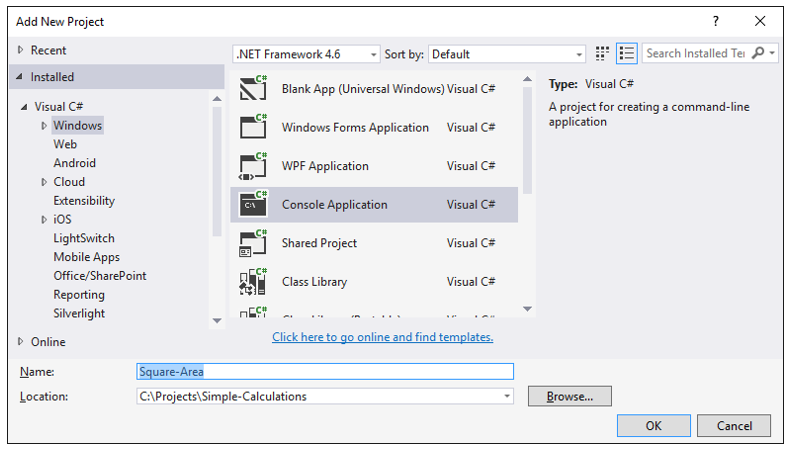 Add New Project
? 
Recent
Installed
Visual C#
Windows
Web
Android
Cloud
Extensibility
iOS
LightSwitch
Mobile Apps
Office/SharePoint
Reporting
Silverlight
Online
.NET Framework 4.6
Sort by: Default
Search Installed Te
Blank App (Universal Windows) Visual C#
Windows Forms Application Visual C#
WPF Application Visual C#
Console Application Visual C#
Shared Project Visual C#
Class Library Visual C#
Click here to go online and find templates.
Type: Visual C#
A project for creating a command-line
application
Name: Square-Area
Location: C:\Projects\Simple-Calculations
Browse...
OK Cancel